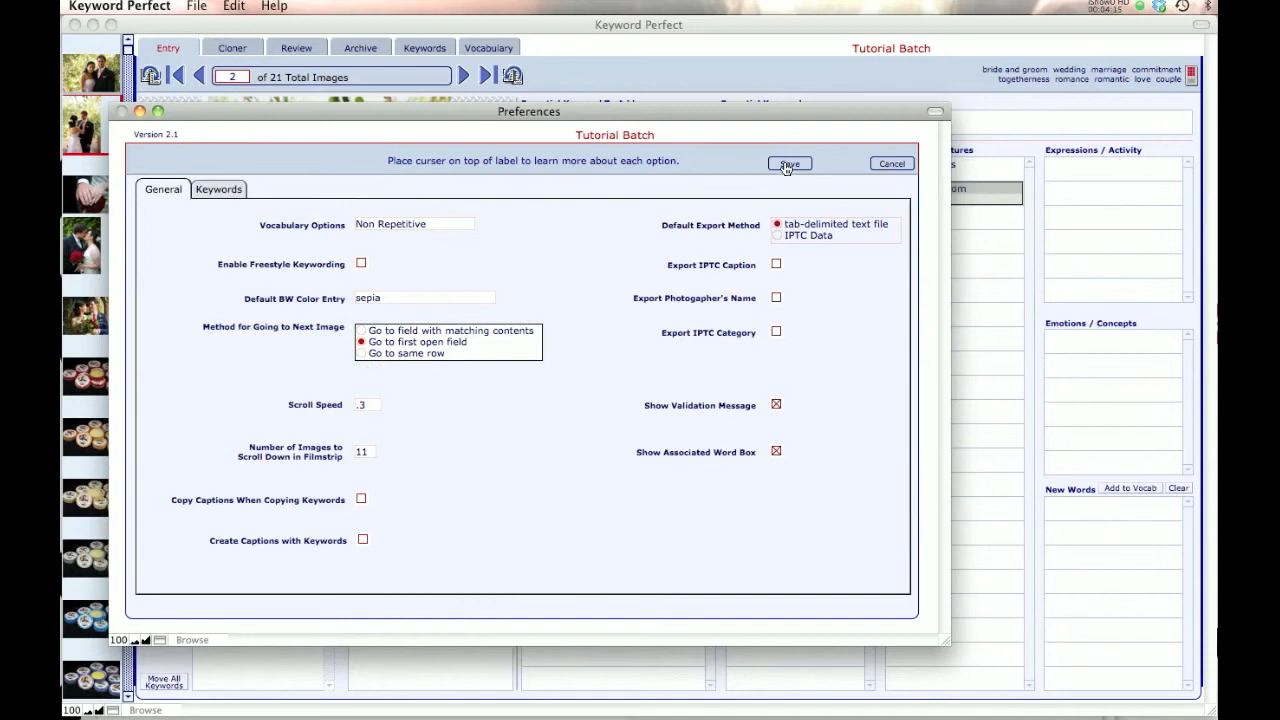 Keyword Perfect File Edit Help
iShowU HD
00:04:15
Keyword Perfect
Entry Cloner Review Archive Keywords Vocabulary
Tutorial Batch
2 of 21 Total Images
bride and groom wedding marriage commitment
togetherness romance romantic love couple
Preferences
Version 2.1
Tutorial Batch
Place curser on top of label to learn more about each option.
Save
Cancel
General Keywords
Vocabulary Options Non Repetitive
Enable Freestyle Keywording
Default BW Color Entry sepia
Method for Going to Next Image
Go to field with matching contents
Go to first open field
Go to same row
Scroll Speed .3
Number of Images to
Scroll Down in Filmstrip
11
Copy Captions When Copying Keywords
Create Captions with Keywords
Default Export Method
tab-delimited text file
IPTC Data
Export IPTC Caption
Export Photogapher's Name
Export IPTC Category
Show Validation Message
Show Associated Word Box
100 Browse
tures
s
om
Expressions / Activity
Emotions / Concepts
New Words Add to Vocab Clear
Move All
Keywords
100 Browse